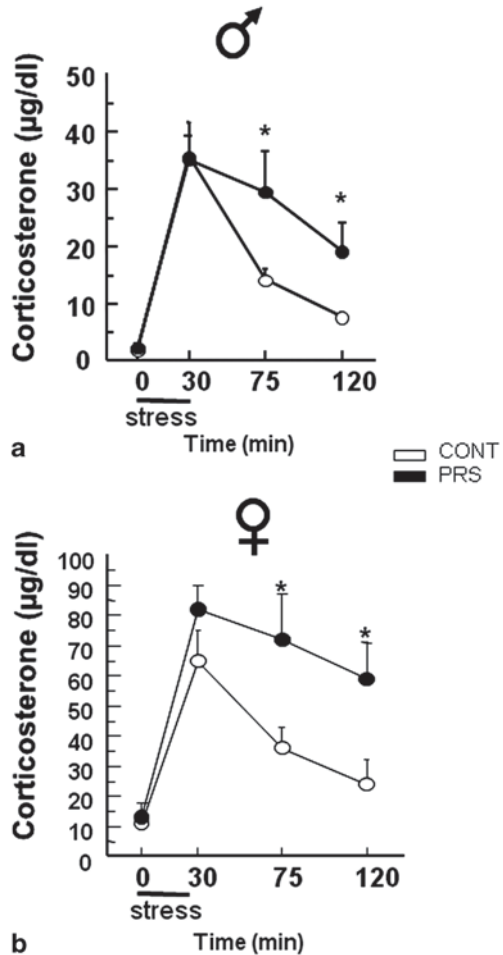 ♂
Corticosterone (µg/dl)
50
40
30
20
10
0
*
*
0 30 75 120
stress
Time (min)
a
CONT
PRS
♀
Corticosterone (µg/dl)
100
90
80
70
60
50
40
30
20
10
0
*
*
0 30 75 120
stress
Time (min)
b